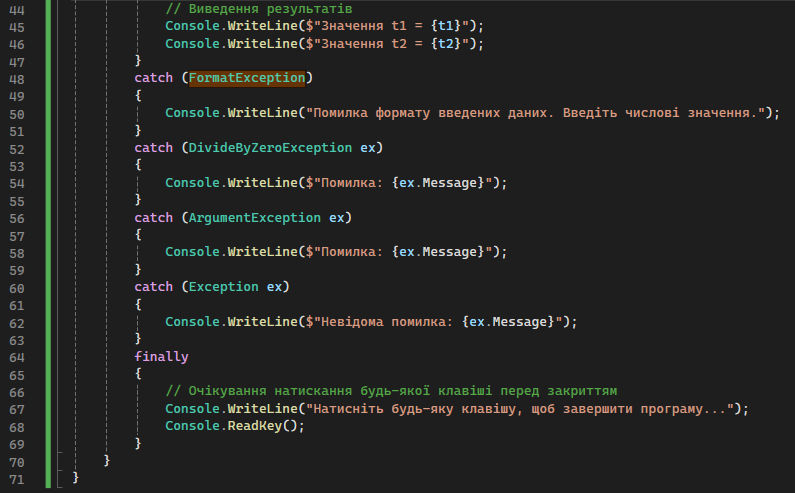 44 // Виведення результатів
45 Console.WriteLine($"Значення t1 = {t1}");
46 Console.WriteLine($"Значення t2 = {t2}");
47 }
48 catch (FormatException)
49 {
50 Console.WriteLine("Помилка формату введених даних. Введіть числові значення.");
51 }
52 catch (DivideByZeroException ex)
53 {
54 Console.WriteLine($"Помилка: {ex.Message}");
55 }
56 catch (ArgumentException ex)
57 {
58 Console.WriteLine($"Помилка: {ex.Message}");
59 }
60 catch (Exception ex)
61 {
62 Console.WriteLine($"Невідома помилка: {ex.Message}");
63 }
64 finally
65 {
66 // Очікування натискання будь-якої клавіші перед закриттям
67 Console.WriteLine("Натисніть будь-яку клавішу, щоб завершити програму...");
68 Console.ReadKey();
69 }
70 }
71 }